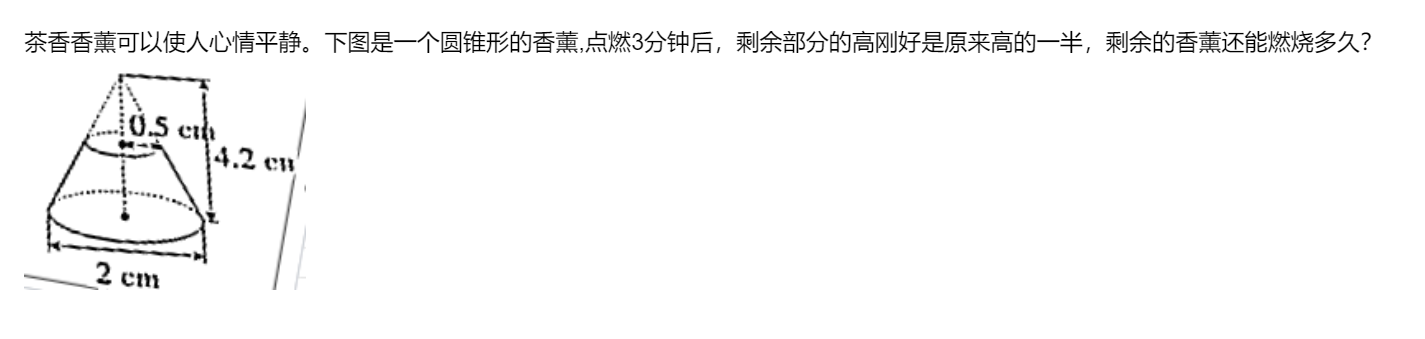 茶香香薰可以使人心情平静。下图是一个圆锥形的香薰,点燃3分钟后，剩余部分的高刚好是原来高的一半，剩余的香薰还能燃烧多久？
0.5 cm
4.2 cm
2 cm